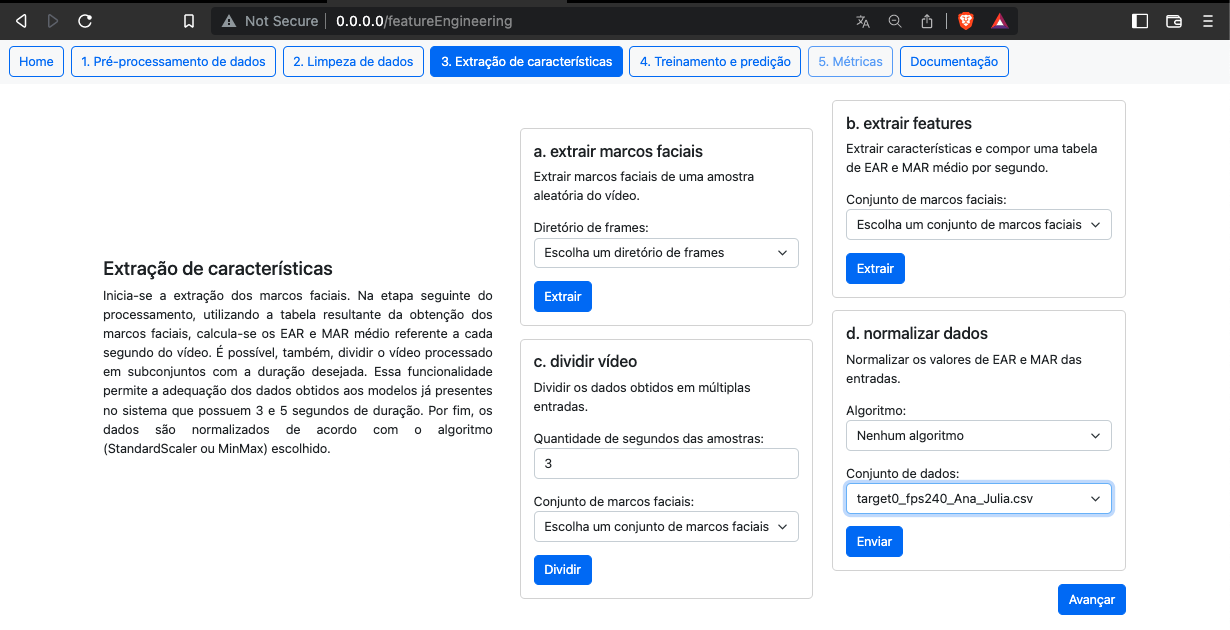 Not Secure
0.0.0.0/featureEngineering
Home
1. Pré-processamento de dados
2. Limpeza de dados
3. Extração de características
4. Treinamento e predição
5. Métricas
Documentação
Extração de características
Inicia-se a extração dos marcos faciais. Na etapa seguinte do
processamento, utilizando a tabela resultante da obtenção dos
marcos faciais, calcula-se os EAR e MAR médio referente a cada
segundo do vídeo. É possível, também, dividir o vídeo processado
em subconjuntos com a duração desejada. Essa funcionalidade
permite a adequação dos dados obtidos aos modelos já presentes
no sistema que possuem 3 e 5 segundos de duração. Por fim, os
dados são normalizados de acordo com o algoritmo
(StandardScaler ou MinMax) escolhido.
a. extrair marcos faciais
Extrair marcos faciais de uma amostra
aleatória do vídeo.
Diretório de frames:
Escolha um diretório de frames
Extrair
b. extrair features
Extrair características e compor uma tabela
de EAR e MAR médio por segundo.
Conjunto de marcos faciais:
Escolha um conjunto de marcos faciais
Extrair
c. dividir vídeo
Dividir os dados obtidos em múltiplas
entradas.
Quantidade de segundos das amostras:
3
Conjunto de marcos faciais:
Escolha um conjunto de marcos faciais
Dividir
d. normalizar dados
Normalizar os valores de EAR e MAR das
entradas.
Algoritmo:
Nenhum algoritmo
Conjunto de dados:
target0_fps240_Ana_Julia.csv
Enviar
Avançar